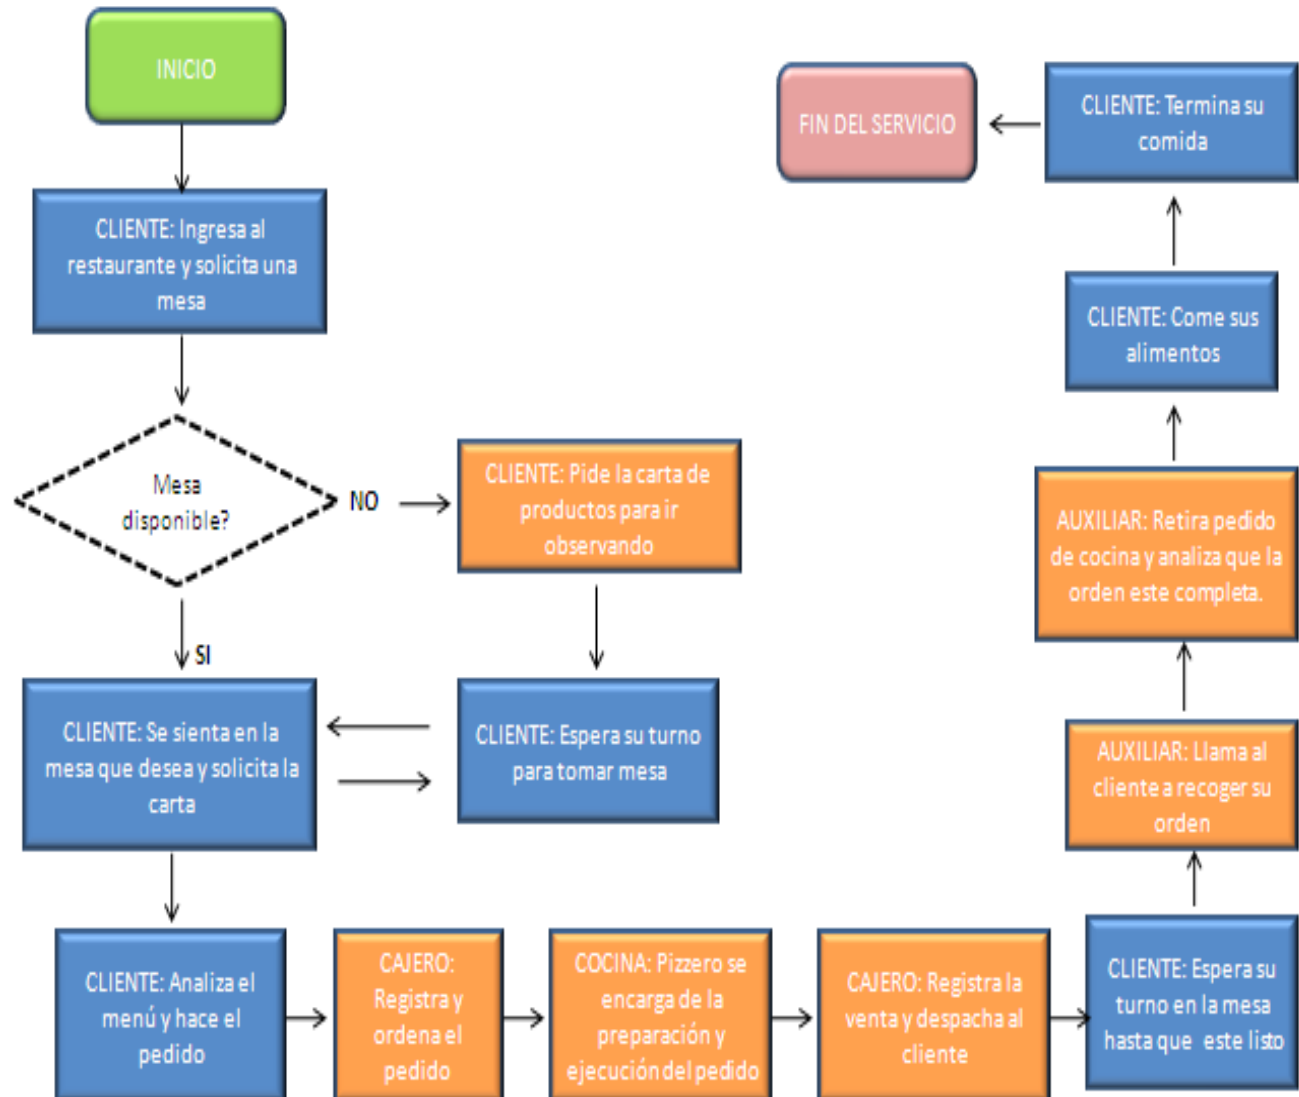 INICIO
CLIENTE: Ingresa al
restaurante y solicita una
mesa
Mesa
disponible?
NO
CLIENTE: Pide la carta de
productos para ir
observando
SI
CLIENTE: Se sienta en la
mesa que desea y solicita la
carta
CLIENTE: Espera su turno
para tomar mesa
CLIENTE: Analiza el
menú y hace el
pedido
CAJERO:
Registra y
ordena el
pedido
COCINA: Pizzero se
encarga de la
preparación y
ejecución del pedido
CAJERO: Registra la
venta y despacha al
cliente
CLIENTE: Espera su
turno en la mesa
hasta que este listo
AUXILIAR: Llama al
cliente a recoger su
orden
AUXILIAR: Retira pedido
de cocina y analiza que la
orden este completa.
CLIENTE: Come sus
alimentos
CLIENTE: Termina su
comida
FIN DEL SERVICIO